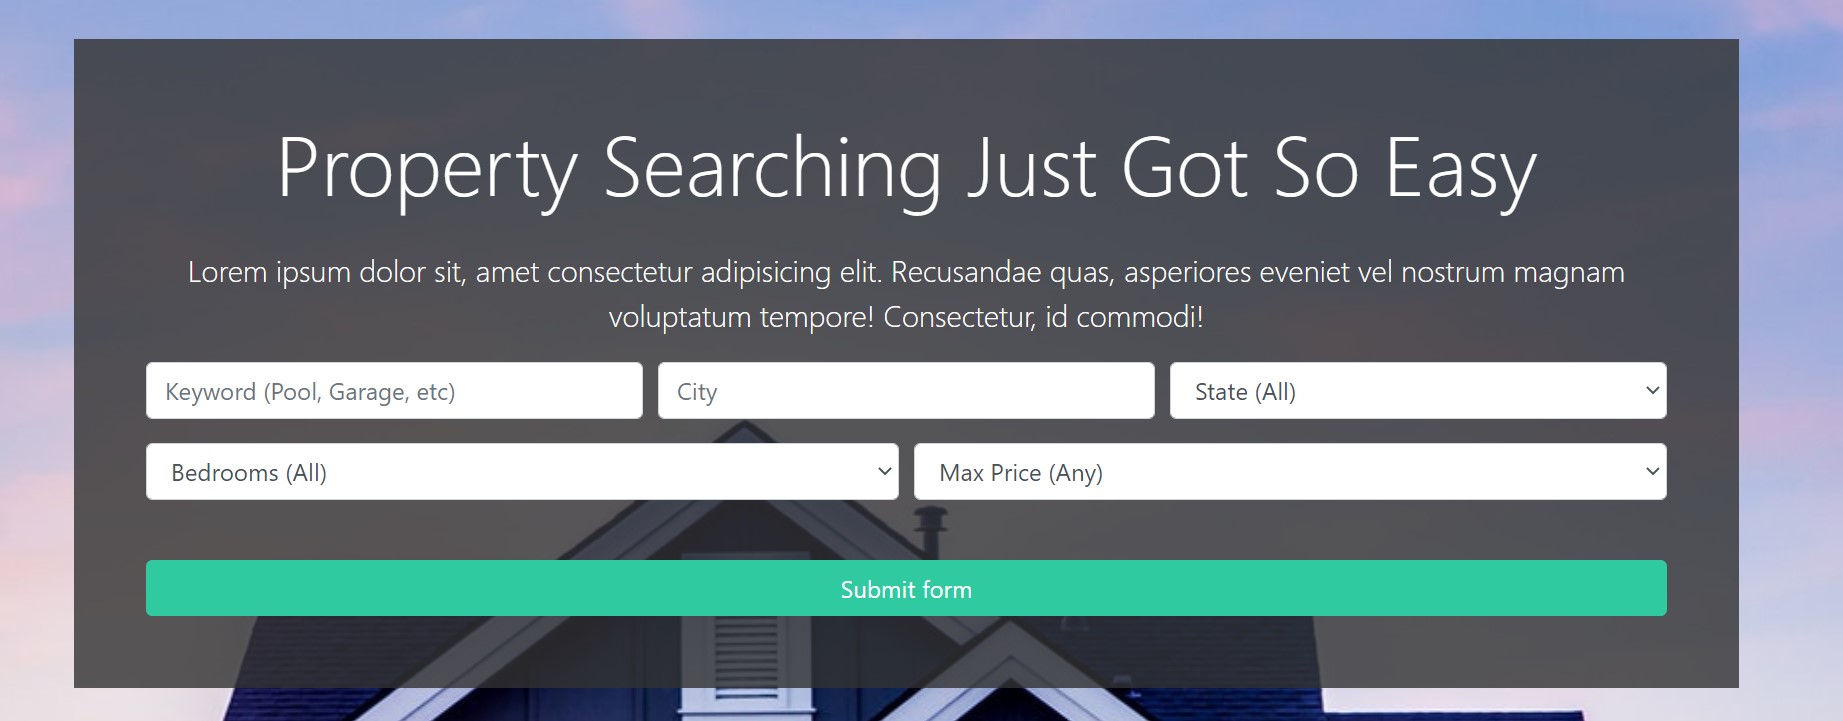 Property Searching Just Got So Easy
Lorem ipsum dolor sit, amet consectetur adipisicing elit. Recusandae quas, asperiores eveniet vel nostrum magnam
voluptatum tempore! Consectetur, id commodi!
Keyword (Pool, Garage, etc)
City
State (All)
Bedrooms (All)
Max Price (Any)
Submit form